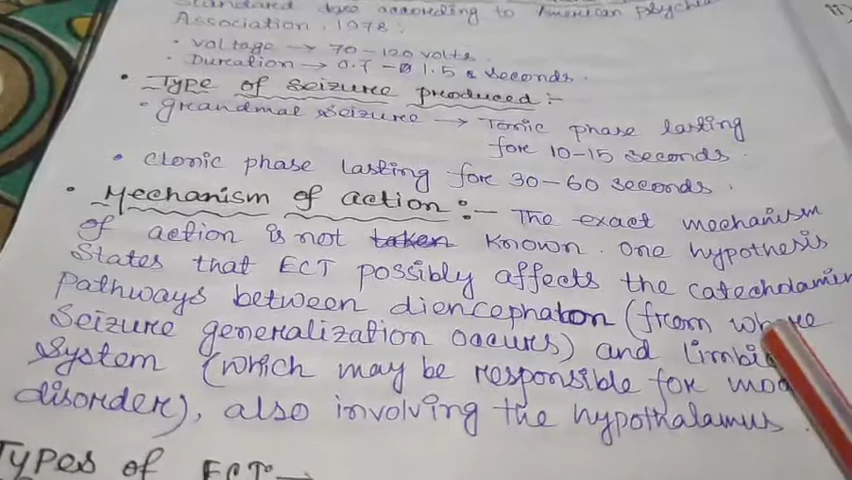 Standard dose according to American Psychia
Association, 1978:
• Voltage → 70-120 volts.
• Duration → 0.7-1.5 seconds.
• Type of seizure produced :-
• grandmal seizure → Tonic phase lasting
for 10-15 seconds.
• Clonic phase lasting for 30-60 seconds.
• Mechanism of action :- The exact mechanism
of action is not taken known. One hypothesis
States that ECT possibly affects the catecholamin
Pathways between diencephalon (from where
Seizure generalization occurs) and limbic
System (which may be responsible for moo
disorder), also involving the hypothalamus.
Types of ECT →